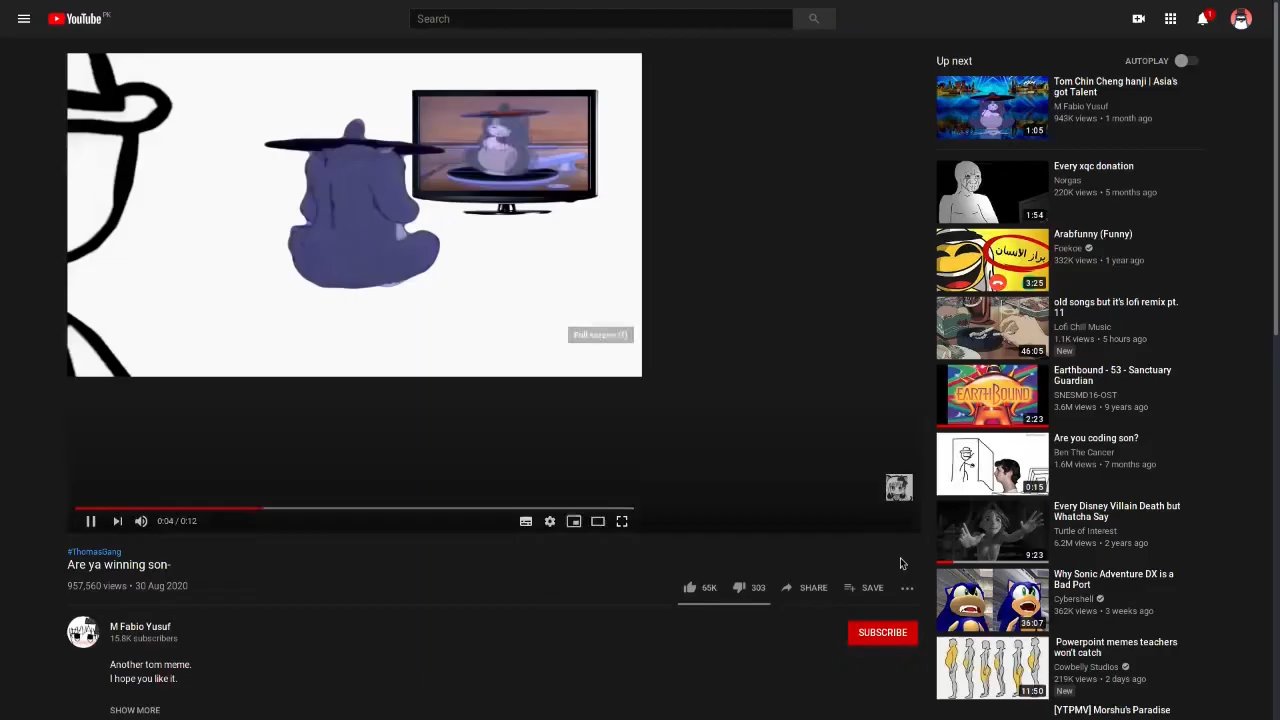 YouTube PK
Search
1
Full screen (f)
0:04 / 0:12
#ThomasGang
Are ya winning son-
957,560 views • 30 Aug 2020
65K
303
SHARE
SAVE
M Fabio Yusuf
15.8K subscribers
SUBSCRIBE
Another tom meme.
I hope you like it.
SHOW MORE
Up next
AUTOPLAY
1:05
Tom Chin Cheng hanji | Asia's
got Talent
M Fabio Yusuf
943K views • 1 month ago
1:54
Every xqc donation
Norgas
220K views • 5 months ago
براز الانسان
3:25
Arabfunny (Funny)
Foekoe
332K views • 1 year ago
46:05
old songs but it's lofi remix pt.
11
Lofi Chill Music
1.1K views • 5 hours ago
New
EARTHBOUND
2:23
Earthbound - 53 - Sanctuary
Guardian
SNESMD16-OST
3.6M views • 9 years ago
0:15
Are you coding son?
Ben The Cancer
1.6M views • 7 months ago
9:23
Every Disney Villain Death but
Whatcha Say
Turtle of Interest
6.2M views • 2 years ago
36:07
Why Sonic Adventure DX is a
Bad Port
Cybershell
362K views • 3 weeks ago
11:50
Powerpoint memes teachers
won't catch
Cowbelly Studios
219K views • 2 days ago
New
[YTPMV] Morshu's Paradise